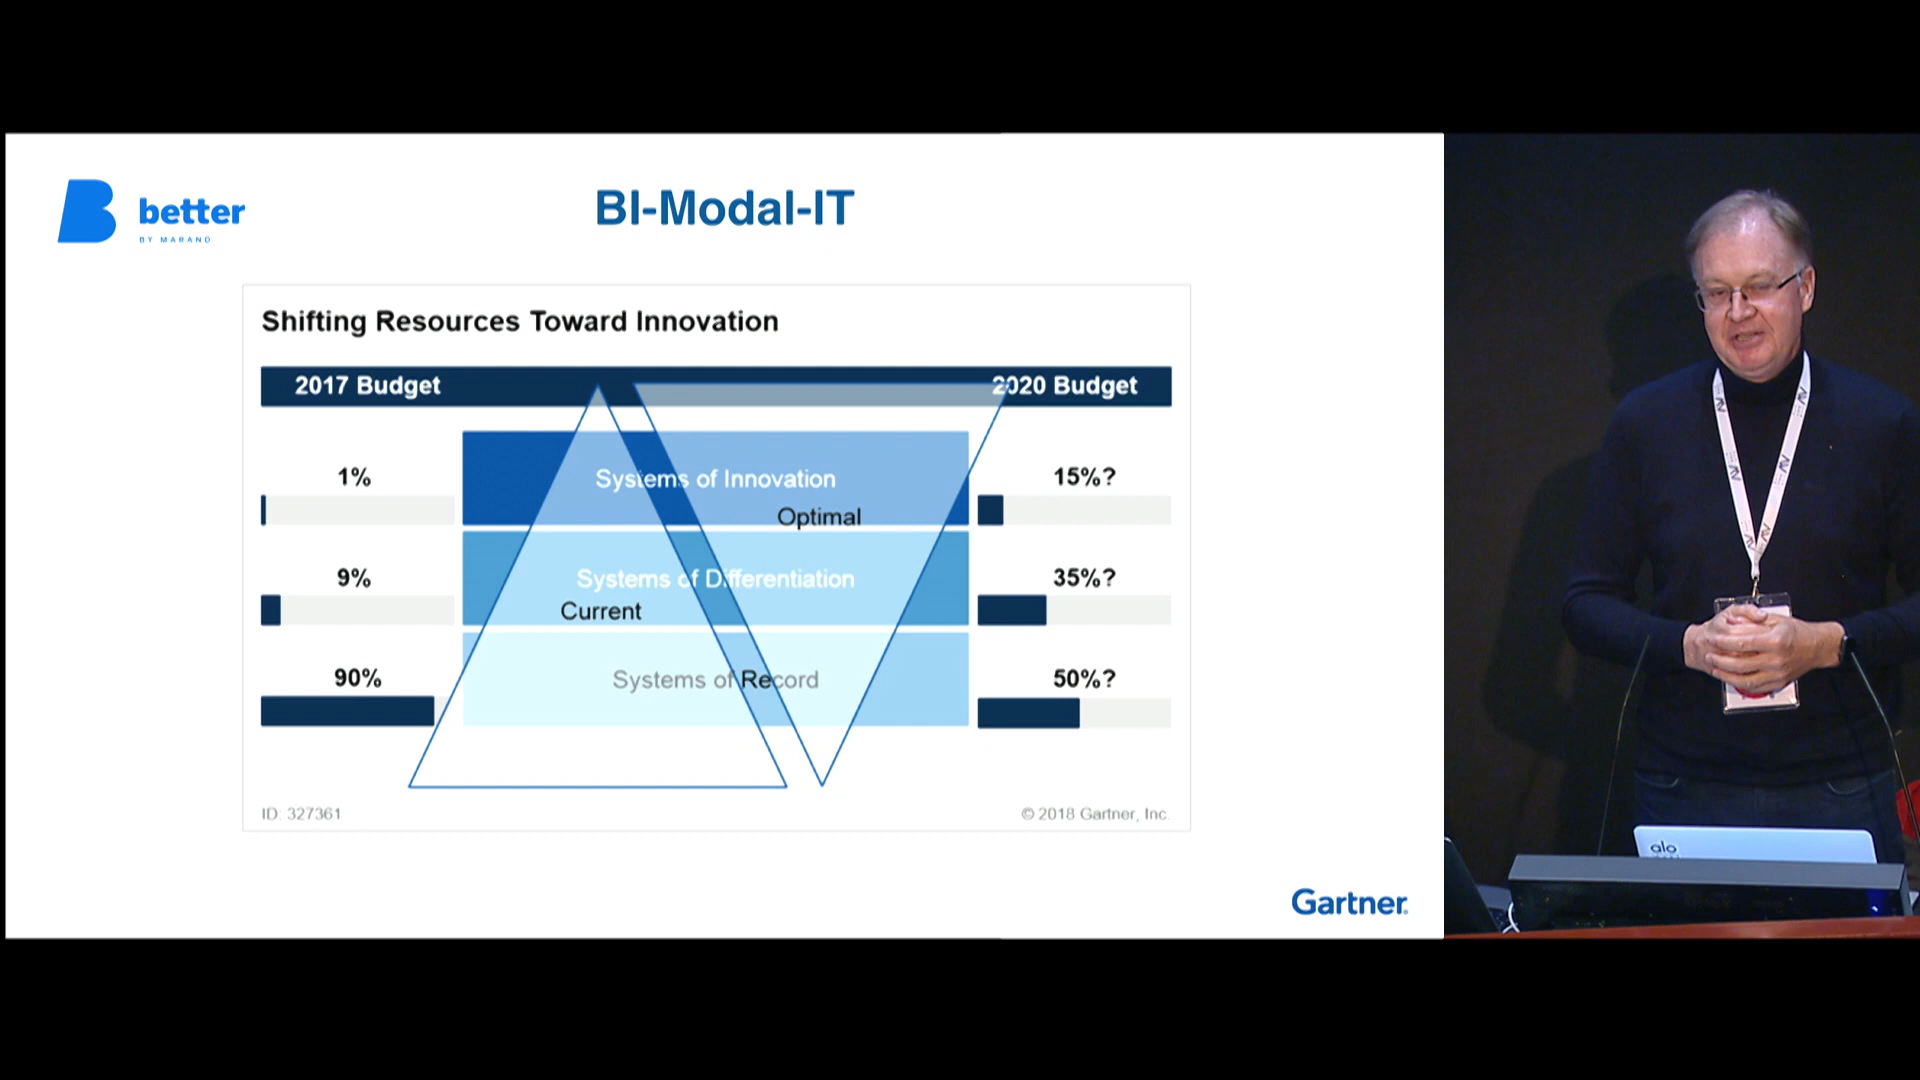 better
BY MARAND
BI-Modal-IT
Shifting Resources Toward Innovation
2017 Budget
2020 Budget
1%
Systems of Innovation
15%?
Optimal
9%
Systems of Differentiation
35%?
Current
90%
Systems of Record
50%?
ID: 327361
© 2018 Gartner, Inc.
Gartner
alo